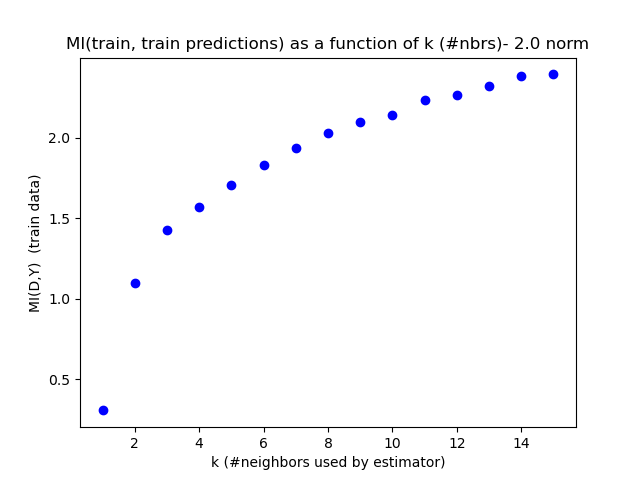 MI(train, train predictions) as a function of k (#nbrs)- 2.0 norm
2.0
1.5
1.0
0.5
MI(D,Y)  (train data)
2 4 6 8 10 12 14
k (#neighbors used by estimator)